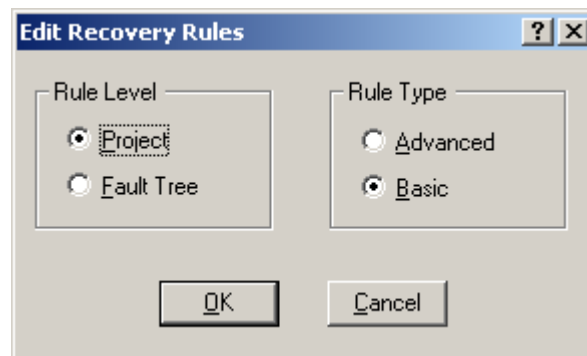 Edit Recovery Rules
Rule Level
Project
Fault Tree
Rule Type
Advanced
Basic
OK
Cancel